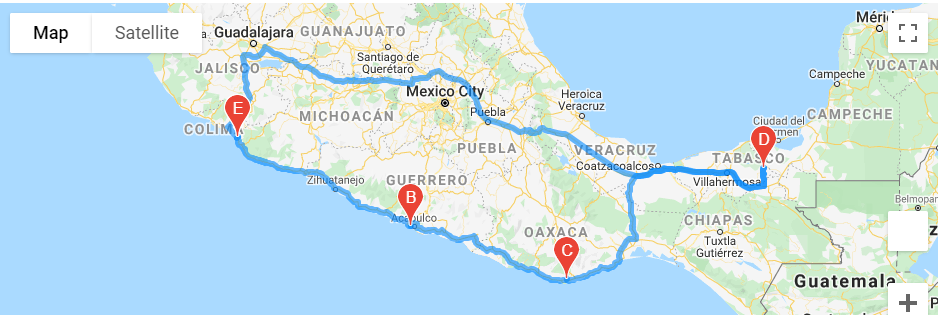 Map
Satellite
Guadalajara
GUANAJUATO
Santiago de
Querétaro
JALISCO
Méri
YUCATAN
Campeche
CAMPECHE
Mexico City
Heroica
Veracruz
E
COLIMA
MICHOACÁN
Puebla
Ciudad del
Carmen
D
PUEBLA
VERACRUZ
TABASCO
Coatzacoalcos
Villahermosa
Zihuatanejo
GUERRERO
B
Acapulco
CHIAPAS
Belmopan
OAXACA
C
Tuxtla
Gutiérrez
Guatemala